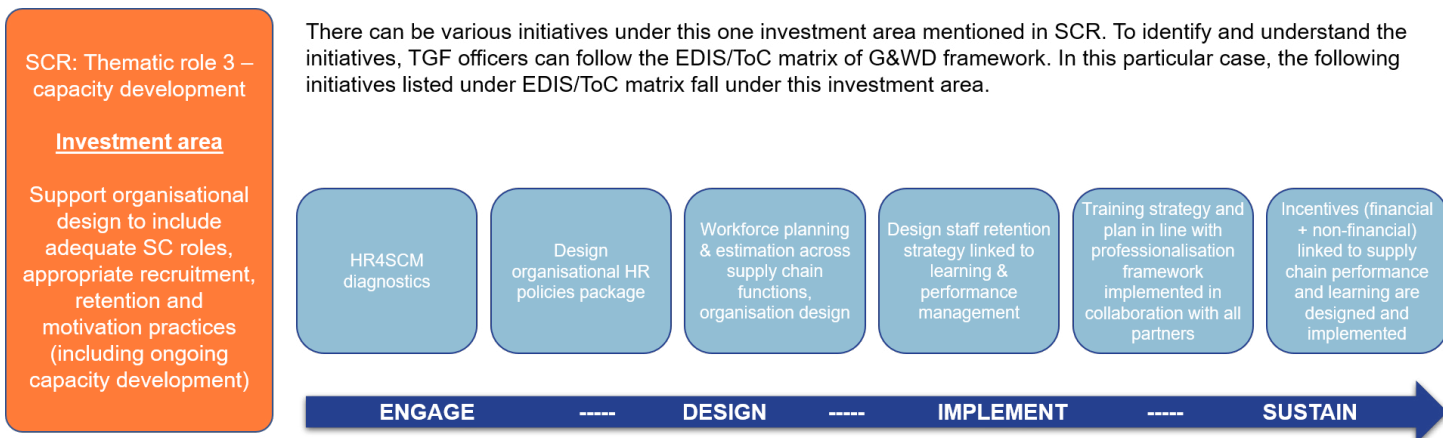 SCR: Thematic role 3 –
capacity development
Investment area
Support organisational
design to include
adequate SC roles,
appropriate recruitment,
retention and
motivation practices
(including ongoing
capacity development)
There can be various initiatives under this one investment area mentioned in SCR. To identify and understand the
initiatives, TGF officers can follow the EDIS/ToC matrix of G&WD framework. In this particular case, the following
initiatives listed under EDIS/ToC matrix fall under this investment area.
HR4SCM
diagnostics
Design
organisational HR
policies package
Workforce planning
& estimation across
supply chain
functions,
organisation design
Design staff retention
strategy linked to
learning &
performance
management
Training strategy and
plan in line with
professionalisation
framework
implemented in
collaboration with all
partners
Incentives (financial
+ non-financial)
linked to supply
chain performance
and learning are
designed and
implemented
ENGAGE ----- DESIGN ----- IMPLEMENT ----- SUSTAIN